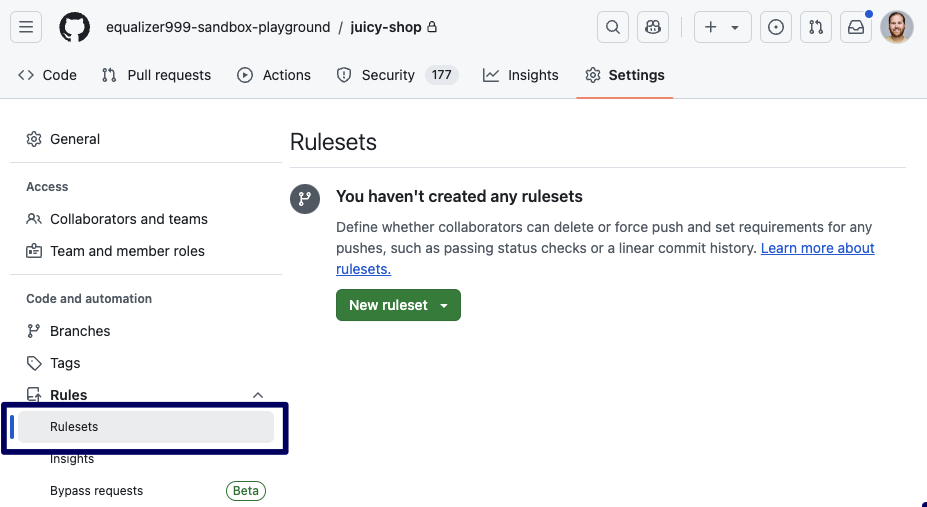 equalizer999-sandbox-playground / juicy-shop
Code Pull requests Actions Security 177 Insights Settings
General
Access
Collaborators and teams
Team and member roles
Code and automation
Branches
Tags
Rules
Rulesets
Insights
Bypass requests Beta
Rulesets
You haven't created any rulesets
Define whether collaborators can delete or force push and set requirements for any
pushes, such as passing status checks or a linear commit history. Learn more about
rulesets.
New ruleset